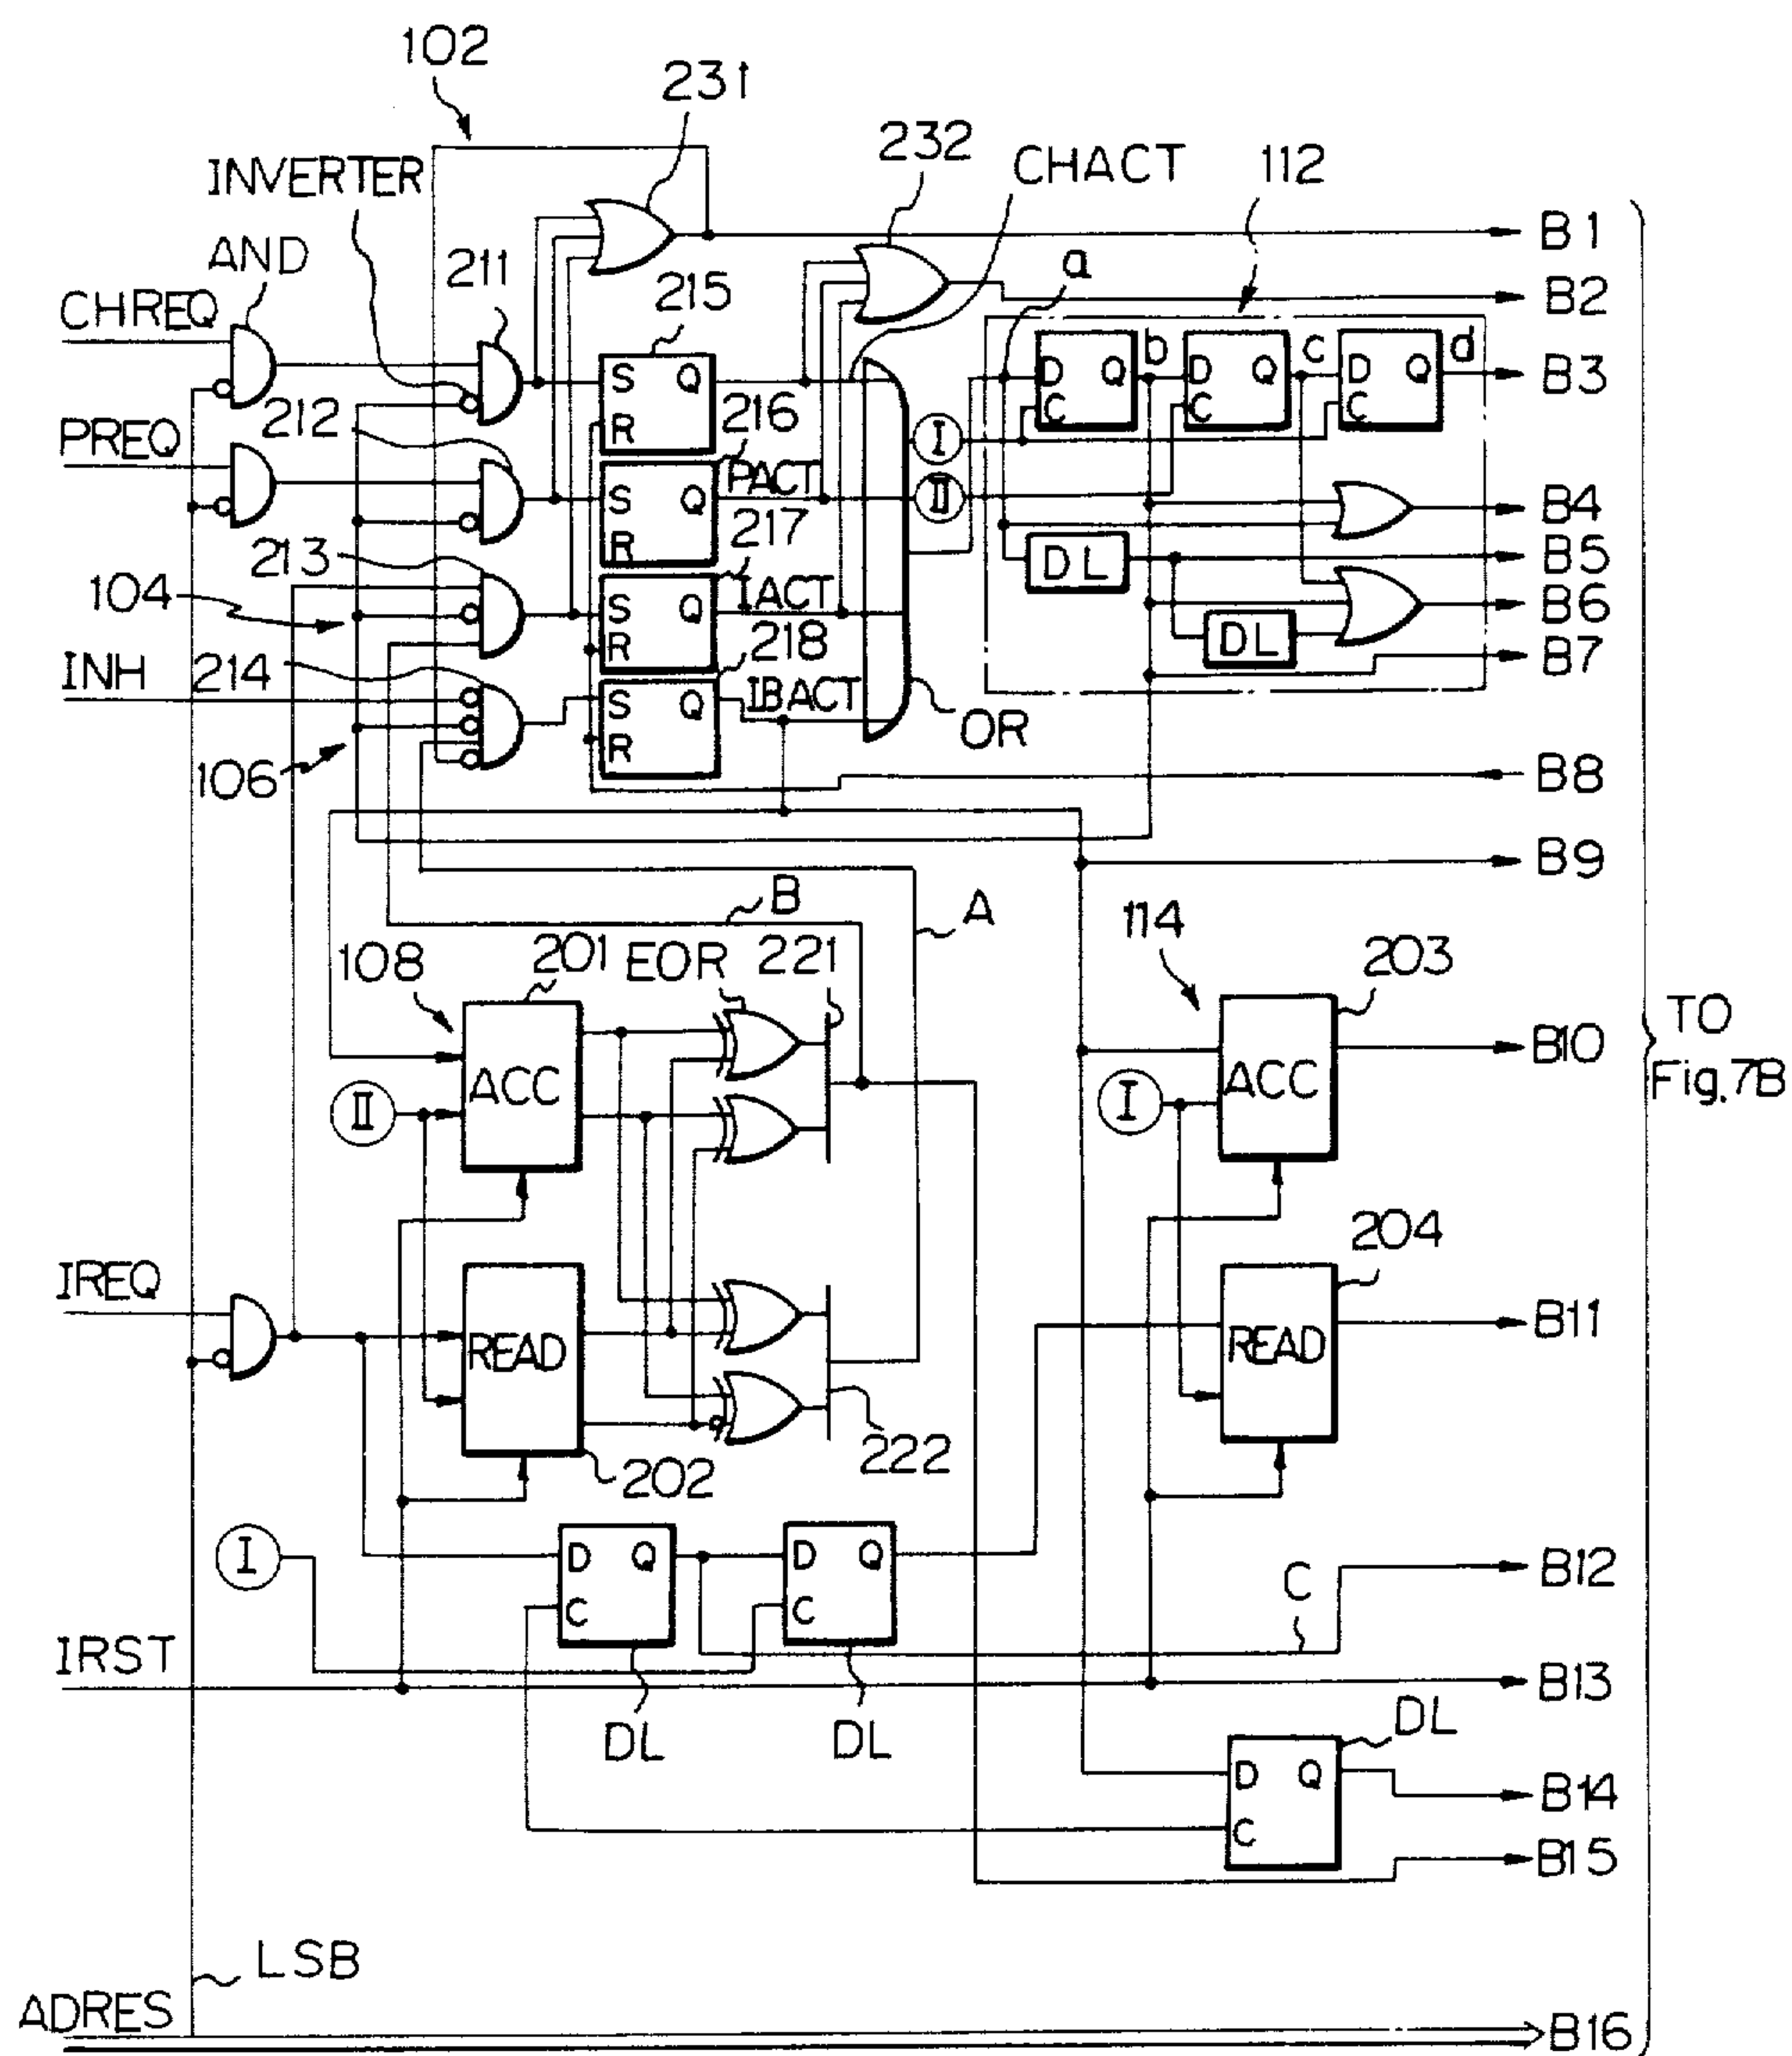 102
231
232
CHACT
112
INVERTER
AND
211
215
a
B1
B2
CHREQ
S Q
R
216
D Q b
C
D Q c
C
D Q d
C
B3
PREQ
212
I
PACT
S Q
R
217
II
B4
213
DL
B5
104
IACT
S Q
R
218
B6
DL
INH
214
B7
IBACT
S Q
R
OR
106
B8
B9
B
A
108
201
EOR
221
114
203
TO
Fig.7B
ACC
II
I
ACC
B10
204
IREQ
READ
READ
B11
222
202
I
D Q
C
D Q
C
C
B12
IRST
B13
DL
DL
DL
D Q
C
B14
B15
LSB
ADRES
B16